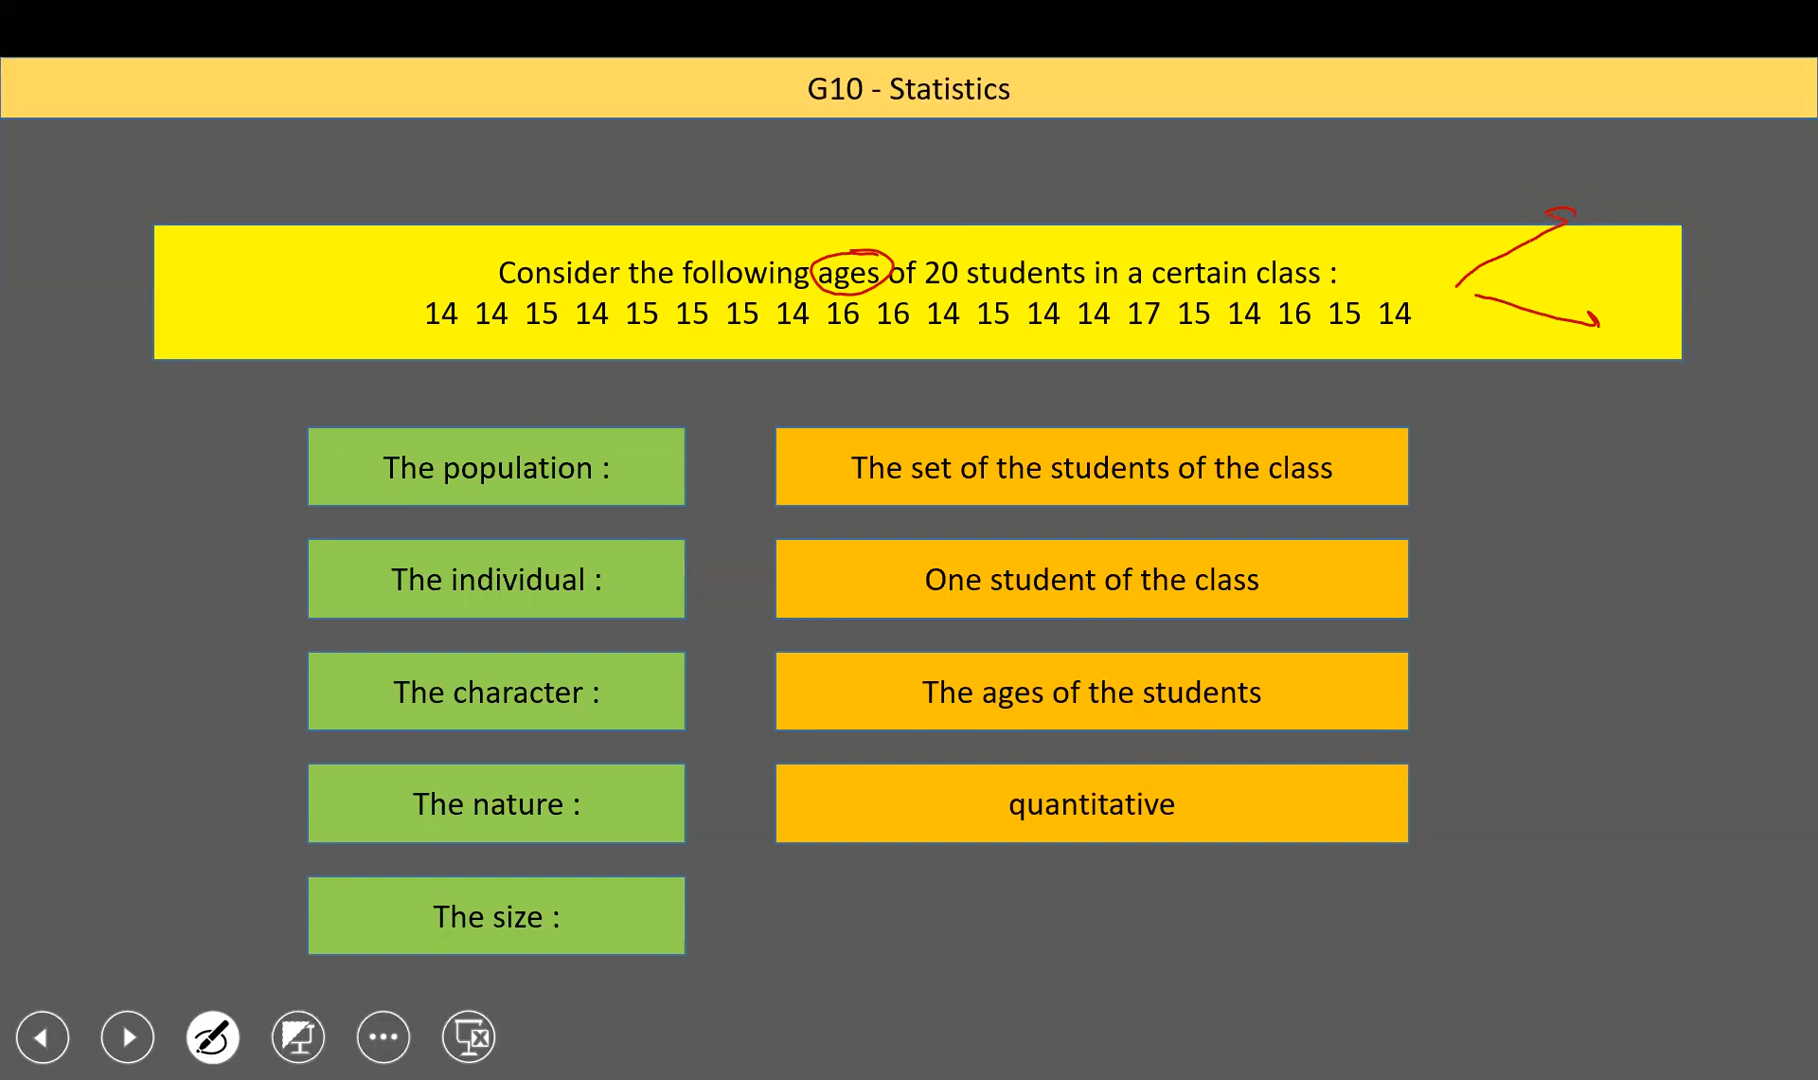 G10 - Statistics
Consider the following ages of 20 students in a certain class :
14 14 15 14 15 15 15 14 16 16 14 15 14 14 17 15 14 16 15 14
The population :
The set of the students of the class
The individual :
One student of the class
The character :
The ages of the students
The nature :
quantitative
The size :